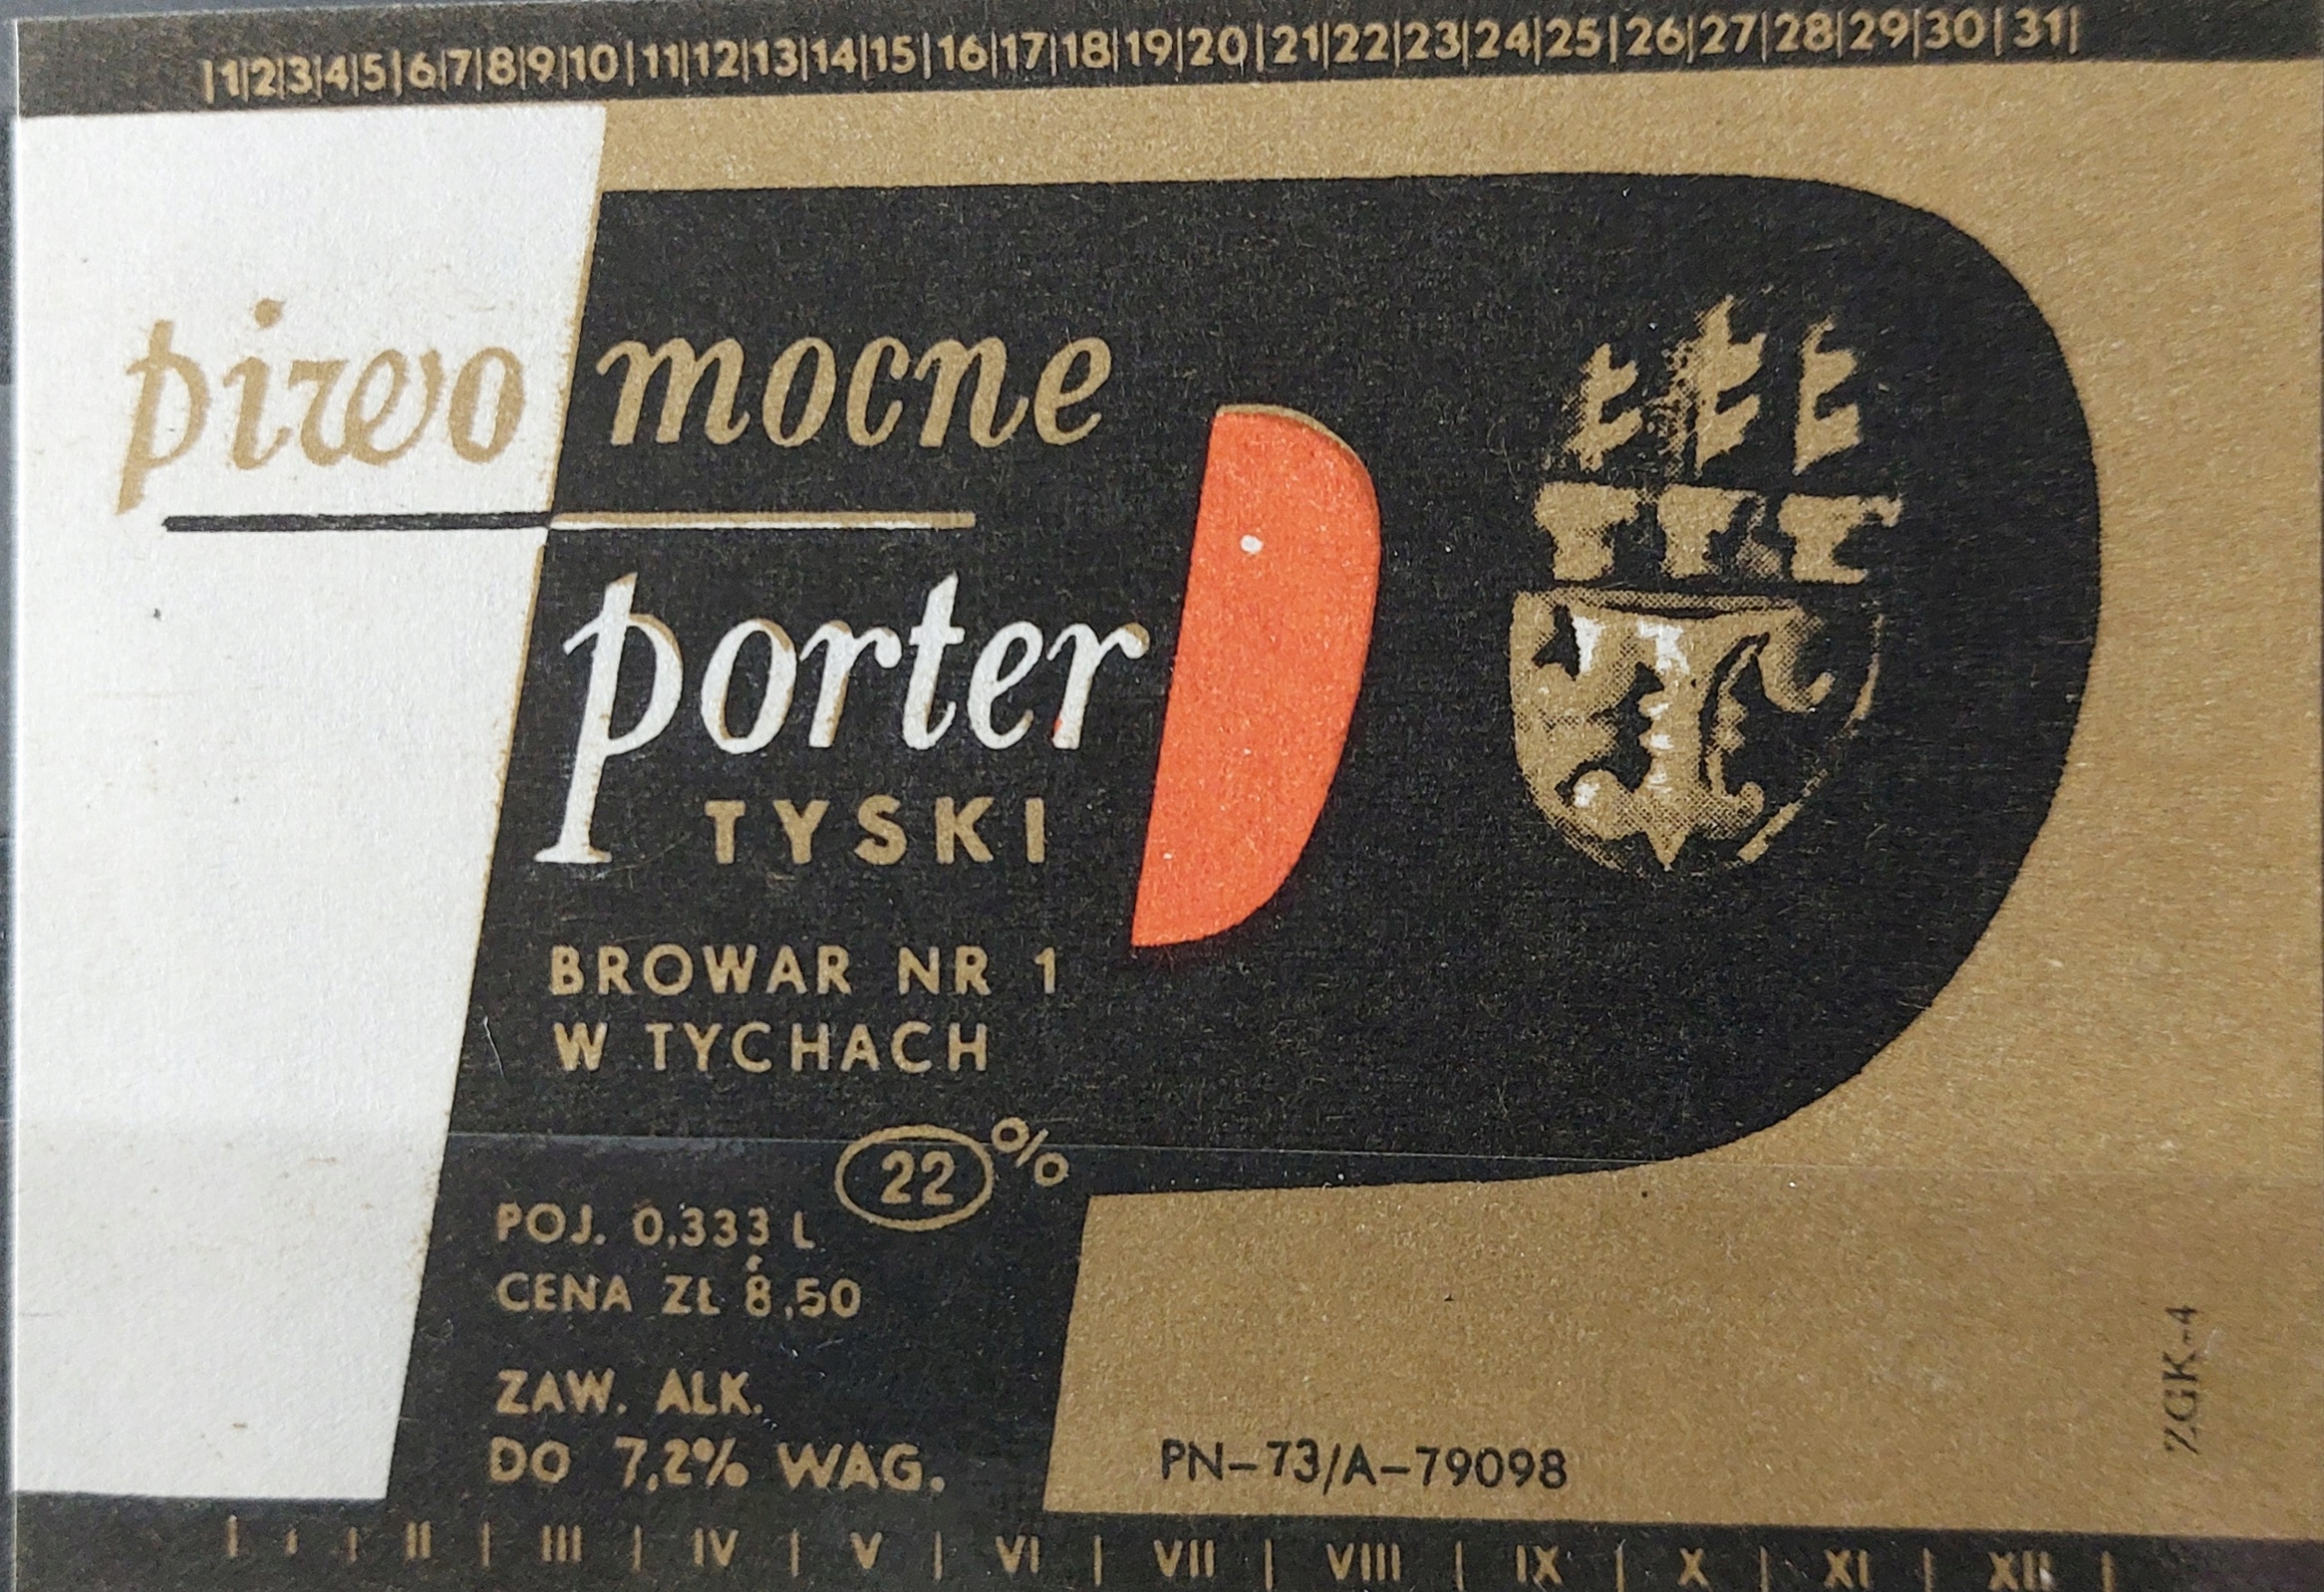 |1|2|3|4|5|6|7|8|9|10|11|12|13|14|15|16|17|18|19|20|21|22|23|24|25|26|27|28|29|30|31|
piwo mocne
porter
TYSKI
BROWAR NR 1
W TYCHACH
22%
POJ. 0,333 L
CENA ZŁ 8,50
ZAW. ALK.
DO 7,2% WAG.
PN-73/A-79098
ZGK-4
| I | II | III | IV | V | VI | VII | VIII | IX | X | XI | XII |